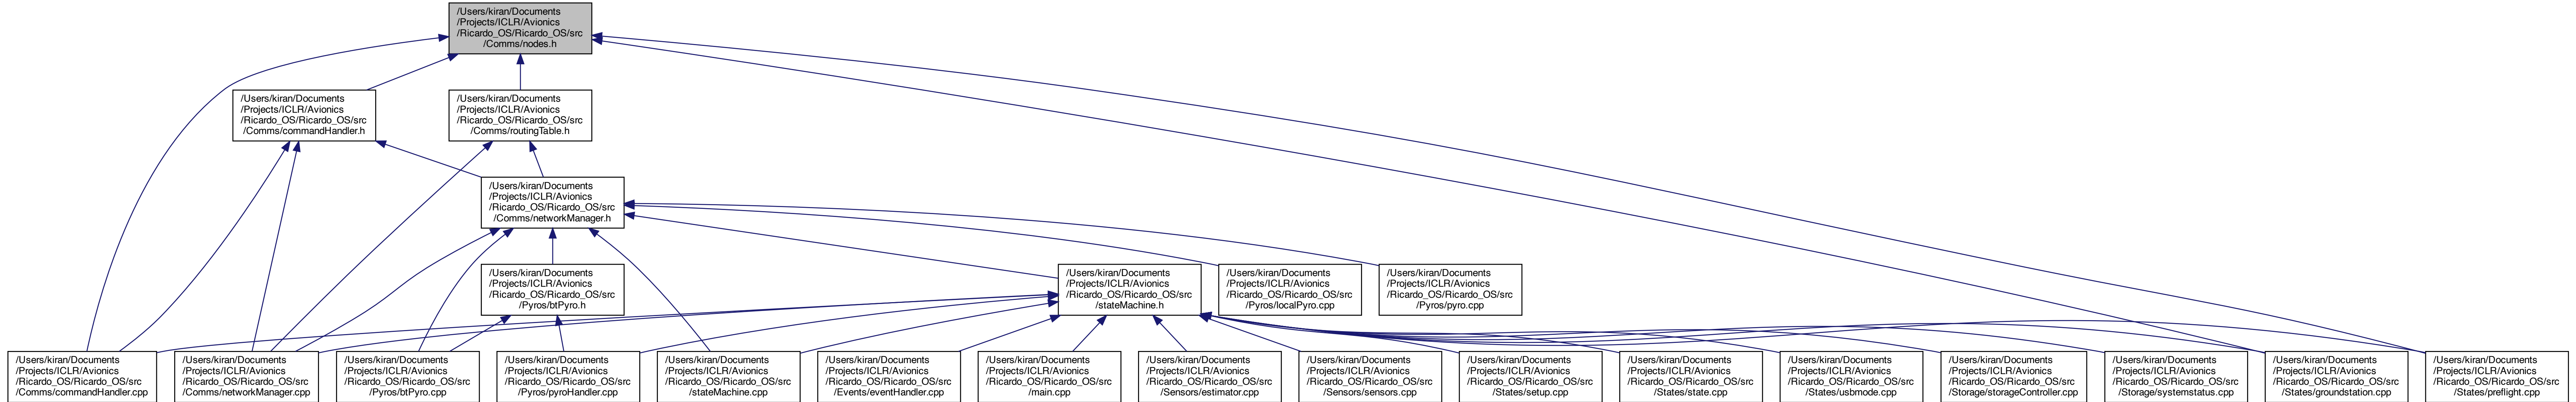 /Users/kiran/Documents
/Projects/ICLR/Avionics
/Ricardo_OS/Ricardo_OS/src
/Comms/nodes.h
/Users/kiran/Documents
/Projects/ICLR/Avionics
/Ricardo_OS/Ricardo_OS/src
/Comms/commandHandler.h
/Users/kiran/Documents
/Projects/ICLR/Avionics
/Ricardo_OS/Ricardo_OS/src
/Comms/routingTable.h
/Users/kiran/Documents
/Projects/ICLR/Avionics
/Ricardo_OS/Ricardo_OS/src
/Comms/networkManager.h
/Users/kiran/Documents
/Projects/ICLR/Avionics
/Ricardo_OS/Ricardo_OS/src
/Pyros/btPyro.h
/Users/kiran/Documents
/Projects/ICLR/Avionics
/Ricardo_OS/Ricardo_OS/src
/stateMachine.h
/Users/kiran/Documents
/Projects/ICLR/Avionics
/Ricardo_OS/Ricardo_OS/src
/Pyros/localPyro.cpp
/Users/kiran/Documents
/Projects/ICLR/Avionics
/Ricardo_OS/Ricardo_OS/src
/Pyros/pyro.cpp
/Users/kiran/Documents
/Projects/ICLR/Avionics
/Ricardo_OS/Ricardo_OS/src
/Comms/commandHandler.cpp
/Users/kiran/Documents
/Projects/ICLR/Avionics
/Ricardo_OS/Ricardo_OS/src
/Comms/networkManager.cpp
/Users/kiran/Documents
/Projects/ICLR/Avionics
/Ricardo_OS/Ricardo_OS/src
/Pyros/btPyro.cpp
/Users/kiran/Documents
/Projects/ICLR/Avionics
/Ricardo_OS/Ricardo_OS/src
/Pyros/pyroHandler.cpp
/Users/kiran/Documents
/Projects/ICLR/Avionics
/Ricardo_OS/Ricardo_OS/src
/stateMachine.cpp
/Users/kiran/Documents
/Projects/ICLR/Avionics
/Ricardo_OS/Ricardo_OS/src
/Events/eventHandler.cpp
/Users/kiran/Documents
/Projects/ICLR/Avionics
/Ricardo_OS/Ricardo_OS/src
/main.cpp
/Users/kiran/Documents
/Projects/ICLR/Avionics
/Ricardo_OS/Ricardo_OS/src
/Sensors/estimator.cpp
/Users/kiran/Documents
/Projects/ICLR/Avionics
/Ricardo_OS/Ricardo_OS/src
/Sensors/sensors.cpp
/Users/kiran/Documents
/Projects/ICLR/Avionics
/Ricardo_OS/Ricardo_OS/src
/States/setup.cpp
/Users/kiran/Documents
/Projects/ICLR/Avionics
/Ricardo_OS/Ricardo_OS/src
/States/state.cpp
/Users/kiran/Documents
/Projects/ICLR/Avionics
/Ricardo_OS/Ricardo_OS/src
/States/usbmode.cpp
/Users/kiran/Documents
/Projects/ICLR/Avionics
/Ricardo_OS/Ricardo_OS/src
/Storage/storageController.cpp
/Users/kiran/Documents
/Projects/ICLR/Avionics
/Ricardo_OS/Ricardo_OS/src
/Storage/systemstatus.cpp
/Users/kiran/Documents
/Projects/ICLR/Avionics
/Ricardo_OS/Ricardo_OS/src
/States/groundstation.cpp
/Users/kiran/Documents
/Projects/ICLR/Avionics
/Ricardo_OS/Ricardo_OS/src
/States/preflight.cpp